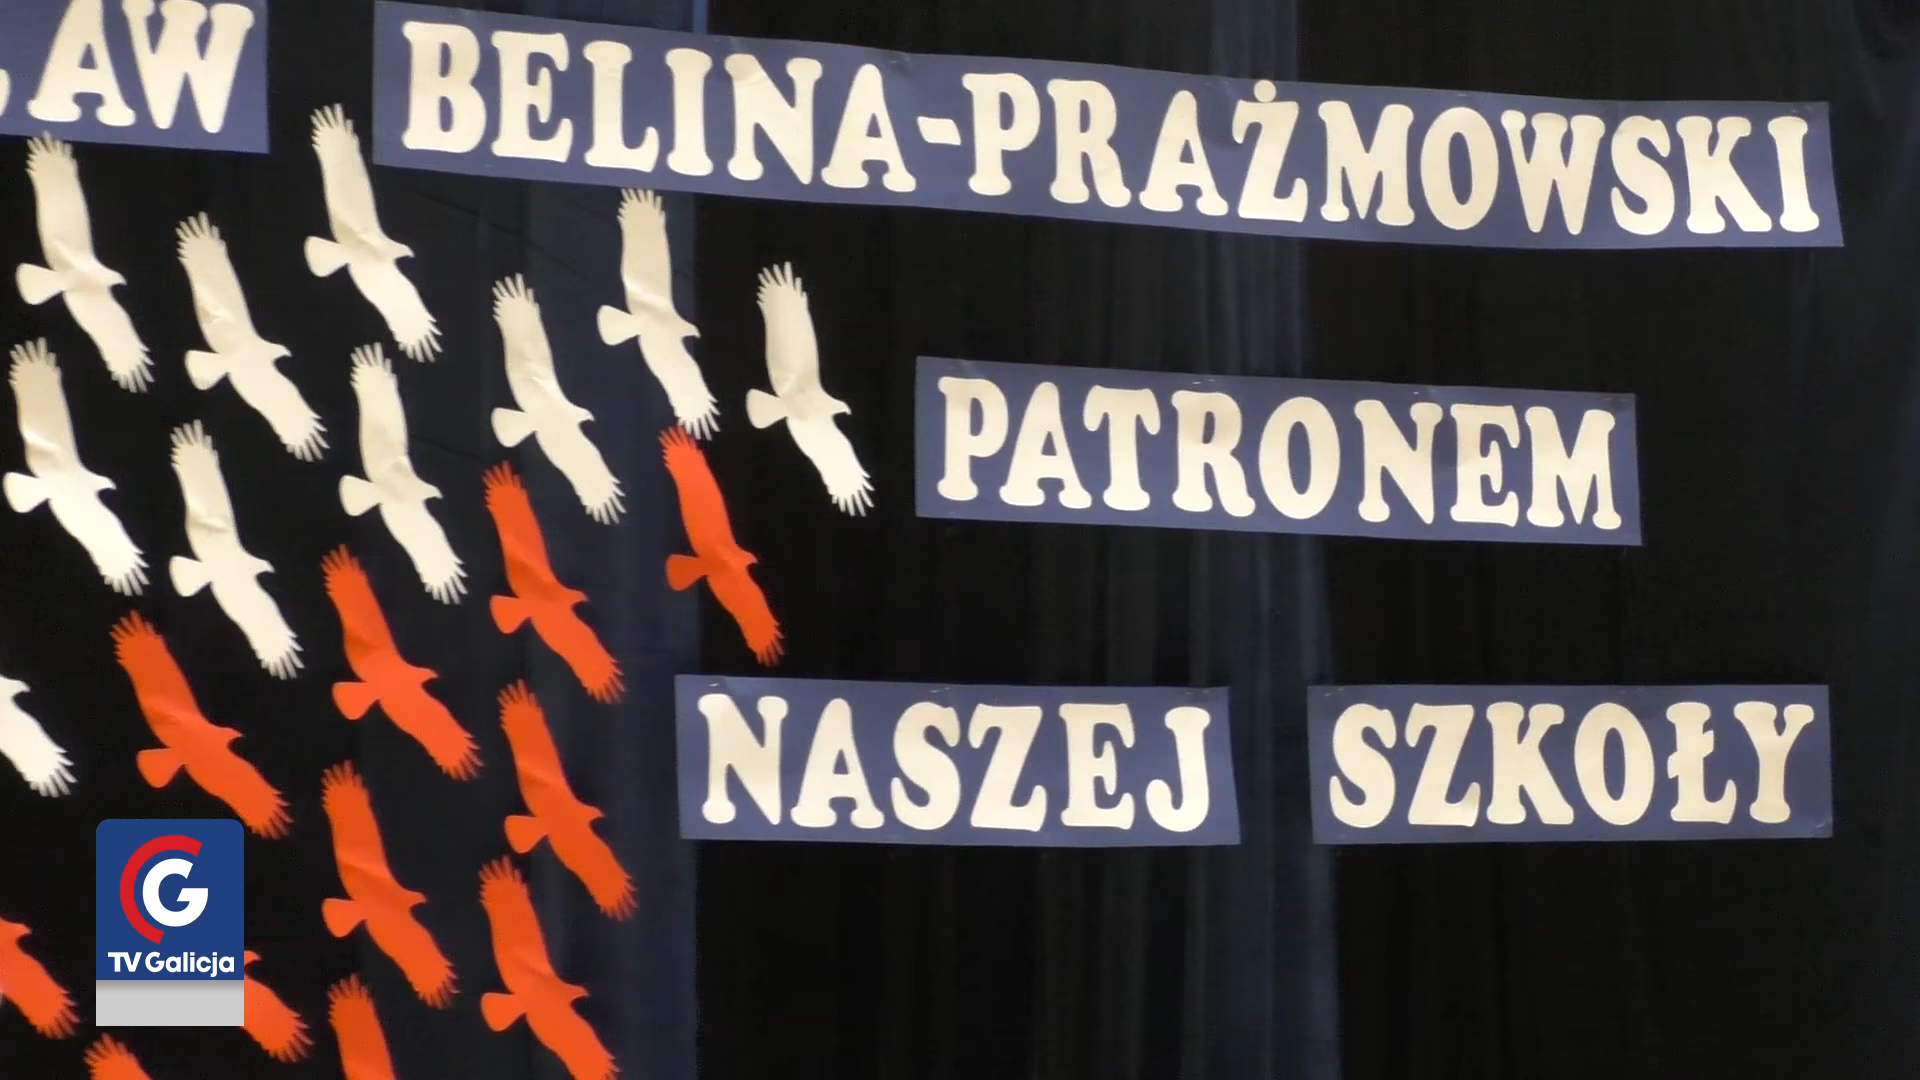 ŁAW BELINA-PRAŻMOWSKI
PATRONEM
NASZEJ SZKOŁY
G
TV Galicja